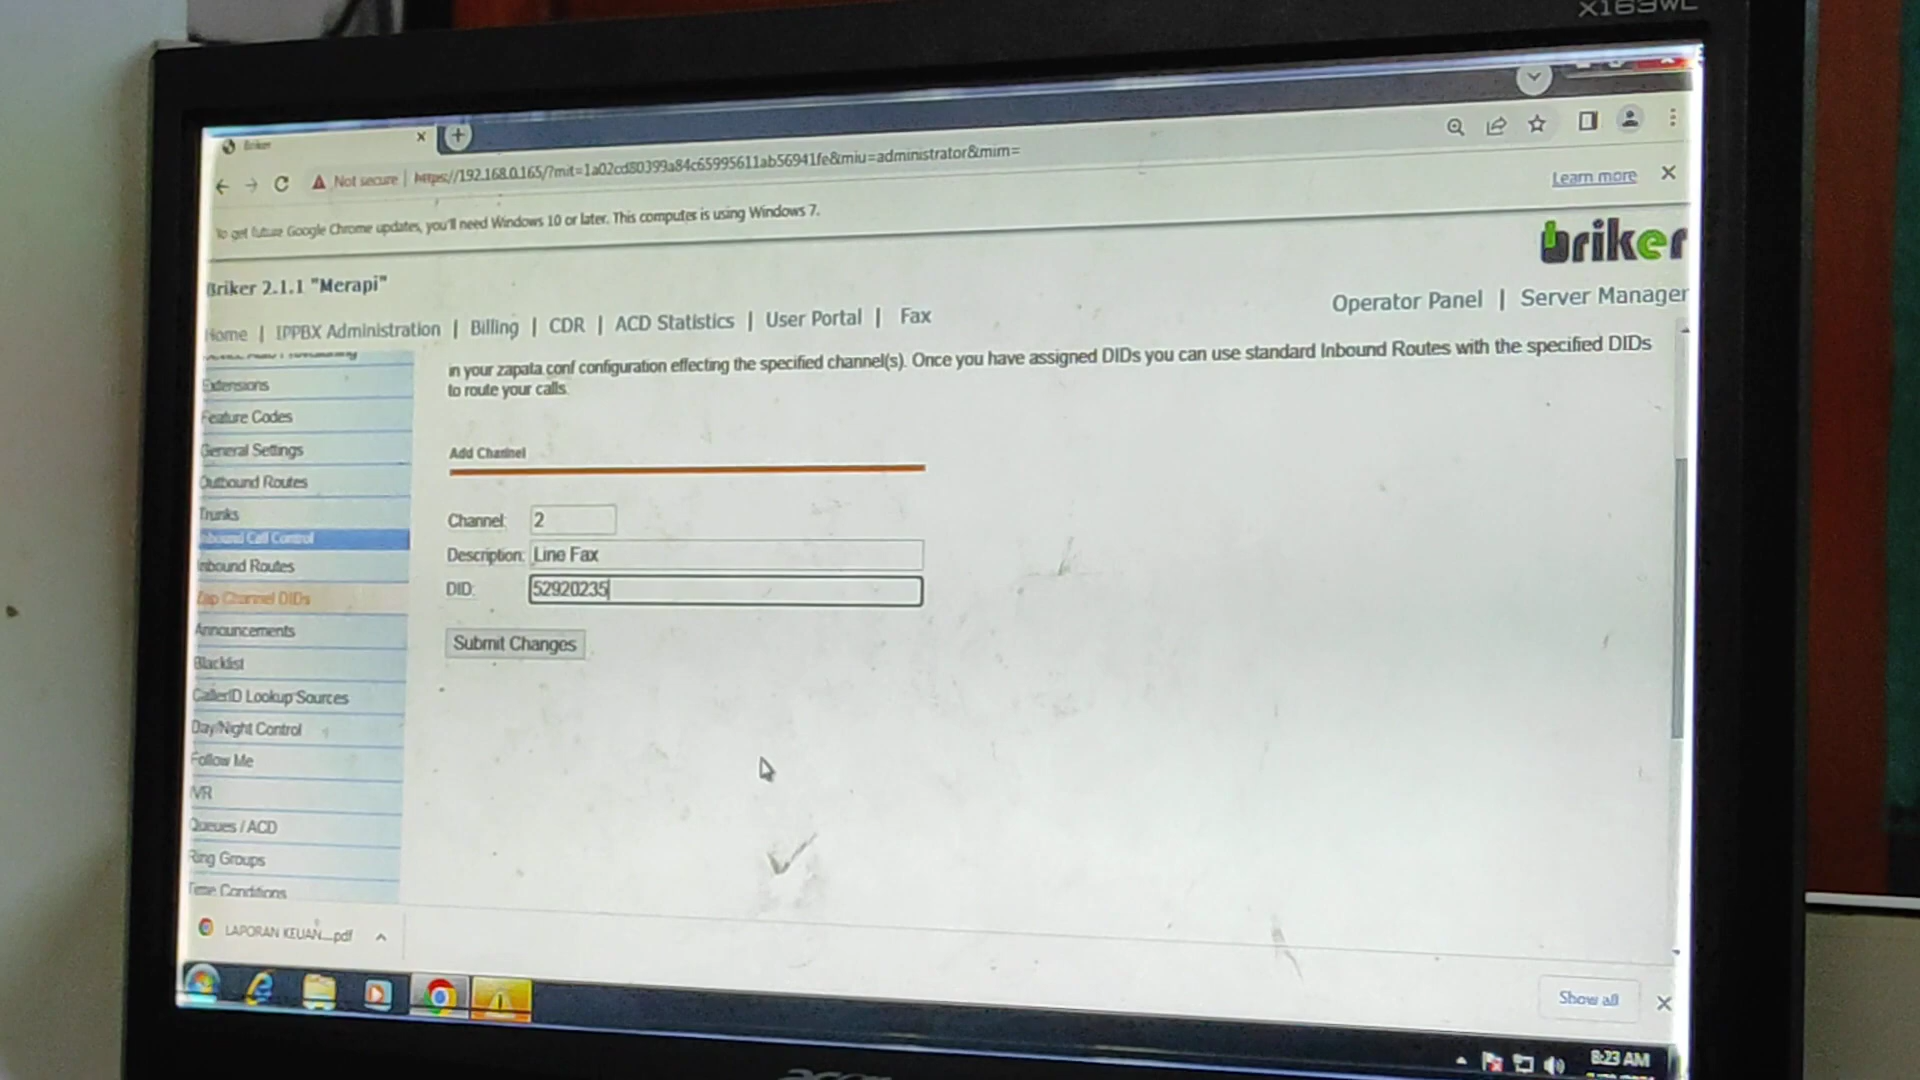 X163WL
Briker
Not secure | https://192.168.0.165/?mit=1a02cd80399a84c65995611ab56941fe&miu=administrator&mim=
To get future Google Chrome updates, you'll need Windows 10 or later. This computer is using Windows 7.
Learn more
briker
Briker 2.1.1 "Merapi"
Operator Panel | Server Manager
Home | IPPBX Administration | Billing | CDR | ACD Statistics | User Portal | Fax
in your zapata.conf configuration effecting the specified channel(s). Once you have assigned DIDs you can use standard Inbound Routes with the specified DIDs
to route your calls.
Extensions
Feature Codes
General Settings
Outbound Routes
Trunks
Inbound Call Control
Inbound Routes
Zap Channel DIDs
Announcements
Blacklist
CallerID Lookup Sources
Day/Night Control
Follow Me
IVR
Queues / ACD
Ring Groups
Time Conditions
Add Channel
Channel: 2
Description: Line Fax
DID: 52920235
Submit Changes
LAPORAN KEUAN....pdf
Show all
8:23 AM
acer